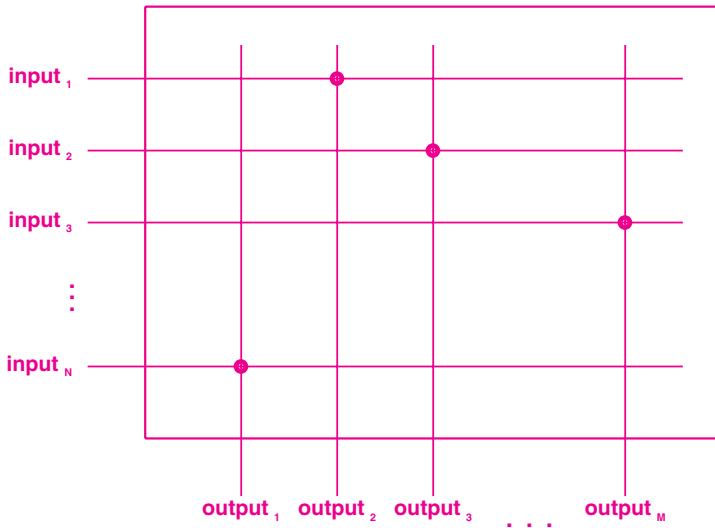 input 1
input 2
input 3
⋮
input N
output 1 output 2 output 3 . . . output M